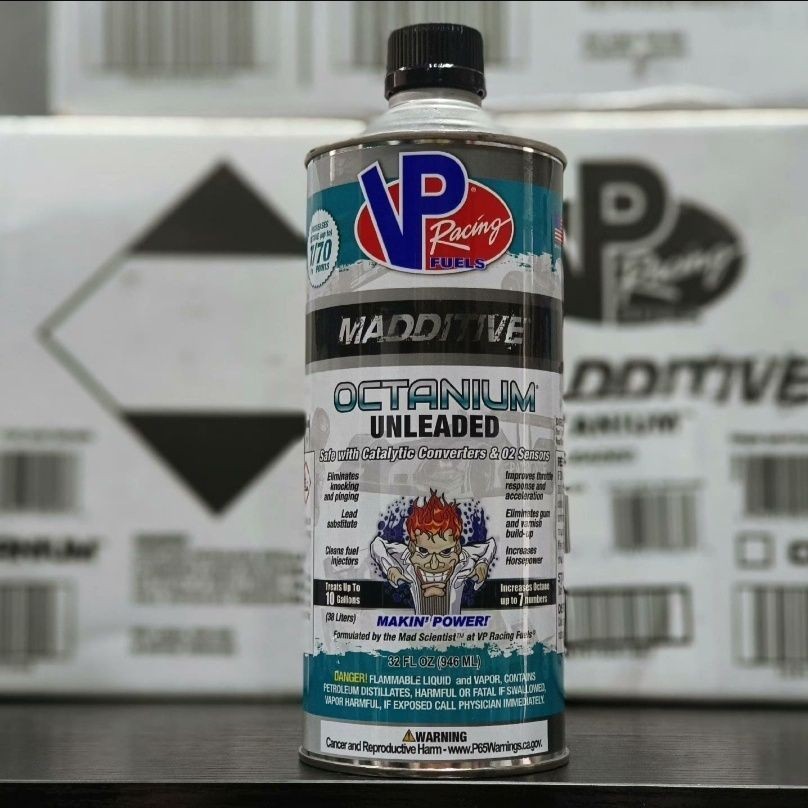 VP
Racing
FUELS
7/70
POINTS
MADDITIVE
OCTANIUM®
UNLEADED
Safe with Catalytic Converters & O2 Sensors
Eliminates
knocking
and pinging
Lead
substitute
Cleans fuel
injectors
Improves throttle
response and
acceleration
Eliminates gum
and varnish
build-up
Increases
Horsepower
Treats Up To
10 Gallons
(38 Liters)
Increases Octane
up to 7 numbers
MAKIN' POWER!
Formulated by the Mad Scientist™ at VP Racing Fuels®
32 FL OZ (946 ML)
DANGER! FLAMMABLE LIQUID and VAPOR, CONTAINS
PETROLEUM DISTILLATES, HARMFUL OR FATAL IF SWALLOWED,
VAPOR HARMFUL, IF EXPOSED CALL PHYSICIAN IMMEDIATELY.
WARNING
Cancer and Reproductive Harm - www.P65Warnings.ca.gov.
VP
Racing
DDITIVE